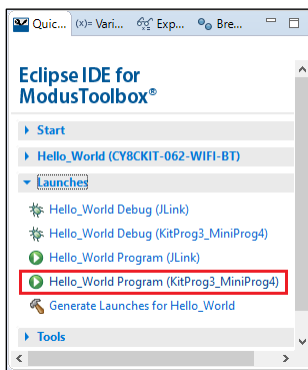 Quic... (x)= Vari... Exp... Bre...
Eclipse IDE for
ModusToolbox®
Start
Hello_World (CY8CKIT-062-WIFI-BT)
Launches
Hello_World Debug (JLink)
Hello_World Debug (KitProg3_MiniProg4)
Hello_World Program (JLink)
Hello_World Program (KitProg3_MiniProg4)
Generate Launches for Hello_World
Tools